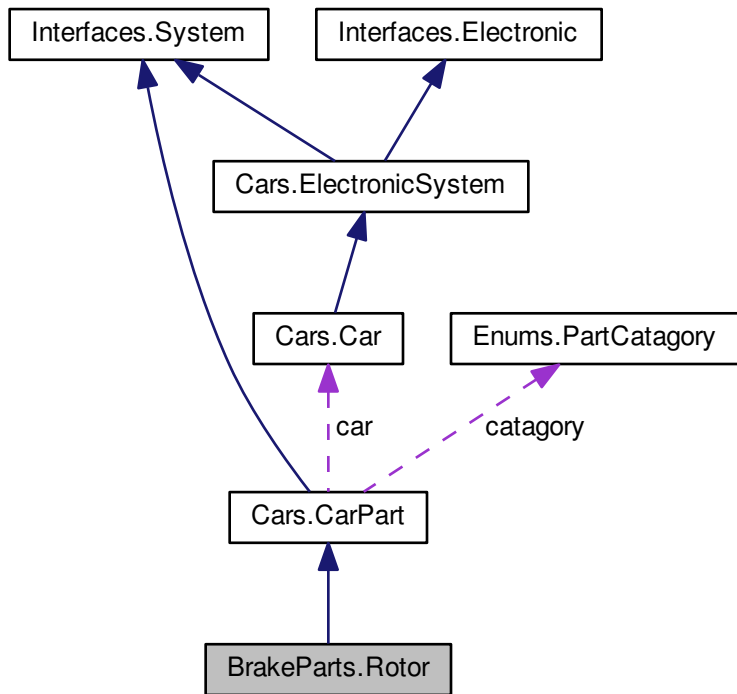 Interfaces.System
Interfaces.Electronic
Cars.ElectronicSystem
Cars.Car
Enums.PartCatagory
car
catagory
Cars.CarPart
BrakeParts.Rotor